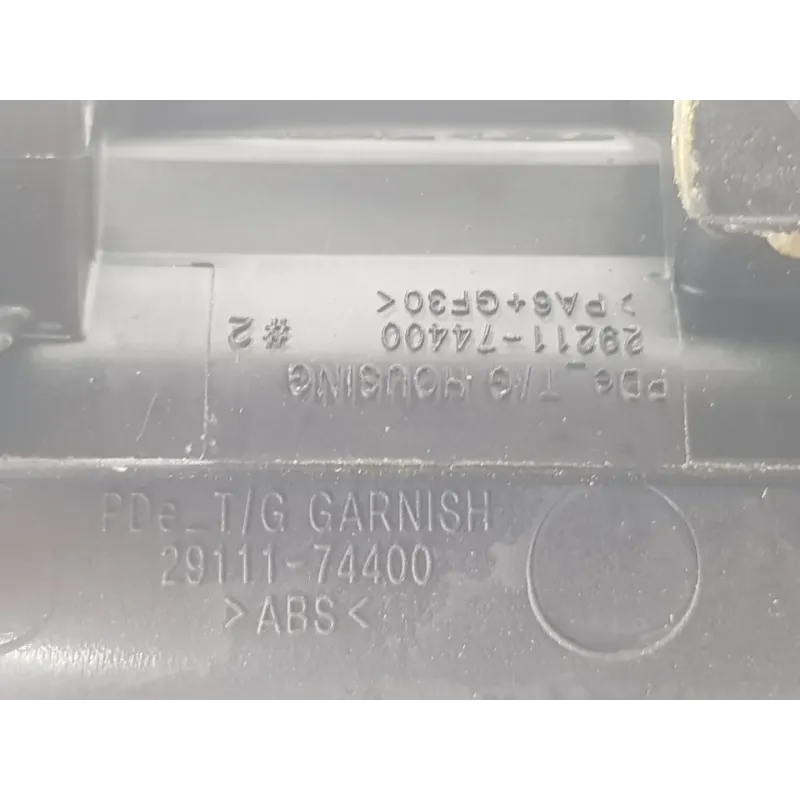 PDe_T/G HOUSING
29211-74400 #2
>PA6+GF30<
PDe_T/G GARNISH
29111-74400
>ABS<